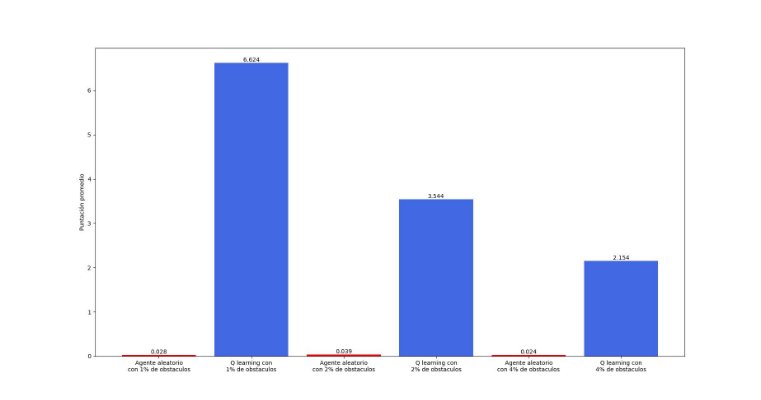 6.624
6
5
4
3.544
3
2.154
2
1
0.028
0.039
0.024
0
Puntación promedio
Agente aleatorio
con 1% de obstaculos
Q learning con
1% de obstaculos
Agente aleatorio
con 2% de obstaculos
Q learning con
2% de obstaculos
Agente aleatorio
con 4% de obstaculos
Q learning con
4% de obstaculos